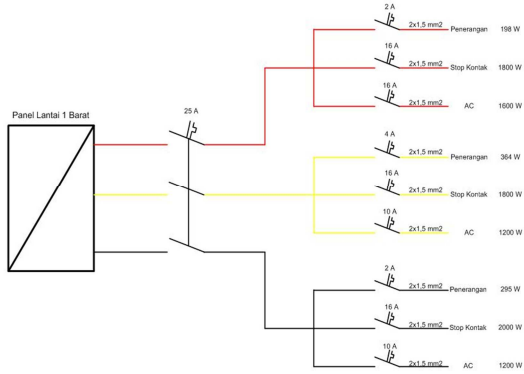 2 A
2x1,5 mm2 Penerangan 198 W
16 A
2x1,5 mm2 Stop Kontak 1800 W
16 A
2x1,5 mm2 AC 1600 W
Panel Lantai 1 Barat
25 A
4 A
2x1,5 mm2 Penerangan 364 W
16 A
2x1,5 mm2 Stop Kontak 1800 W
10 A
2x1,5 mm2 AC 1200 W
2 A
2x1,5 mm2 Penerangan 295 W
16 A
2x1,5 mm2 Stop Kontak 2000 W
10 A
2x1,5 mm2 AC 1200 W